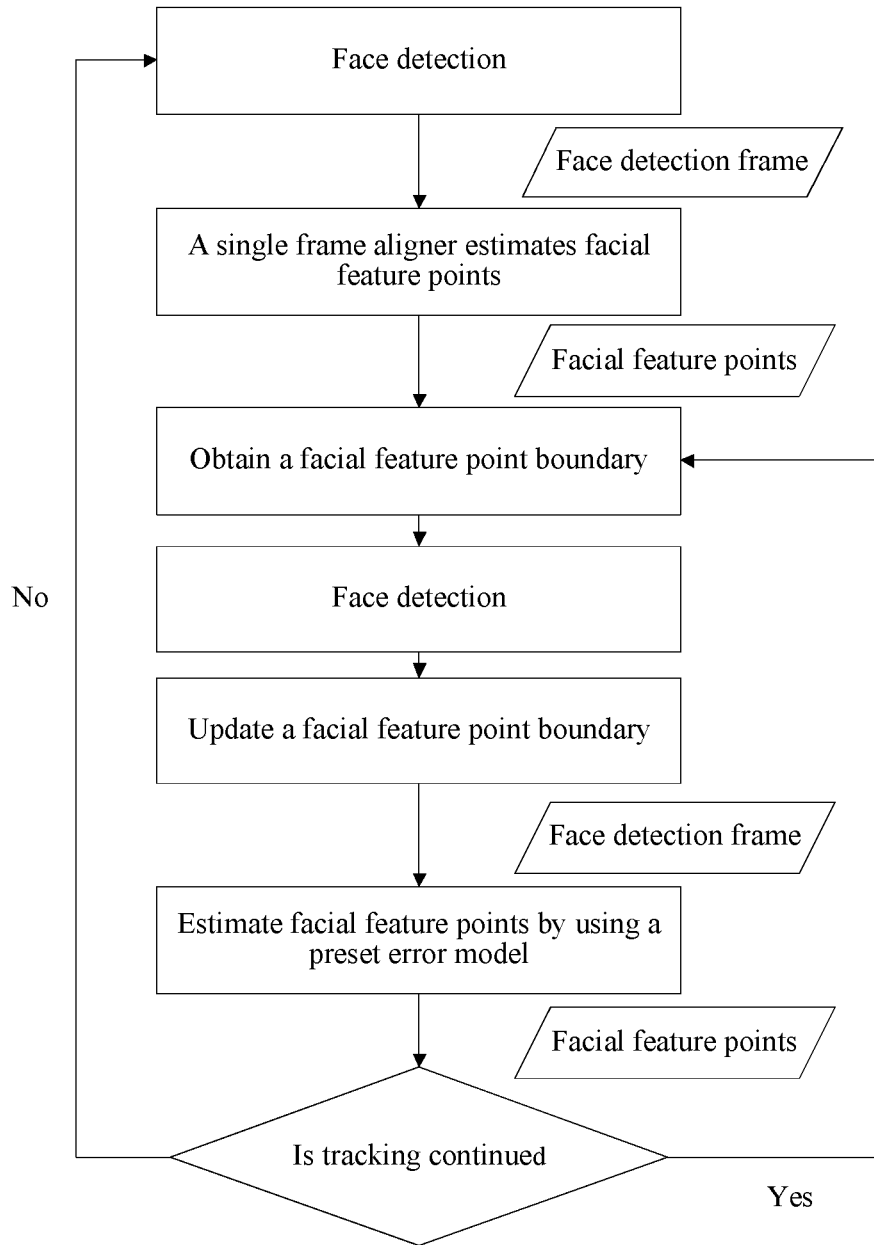 Face detection
Face detection frame
A single frame aligner estimates facial
feature points
Facial feature points
Obtain a facial feature point boundary
Face detection
No
Update a facial feature point boundary
Face detection frame
Estimate facial feature points by using a
preset error model
Facial feature points
Is tracking continued
Yes